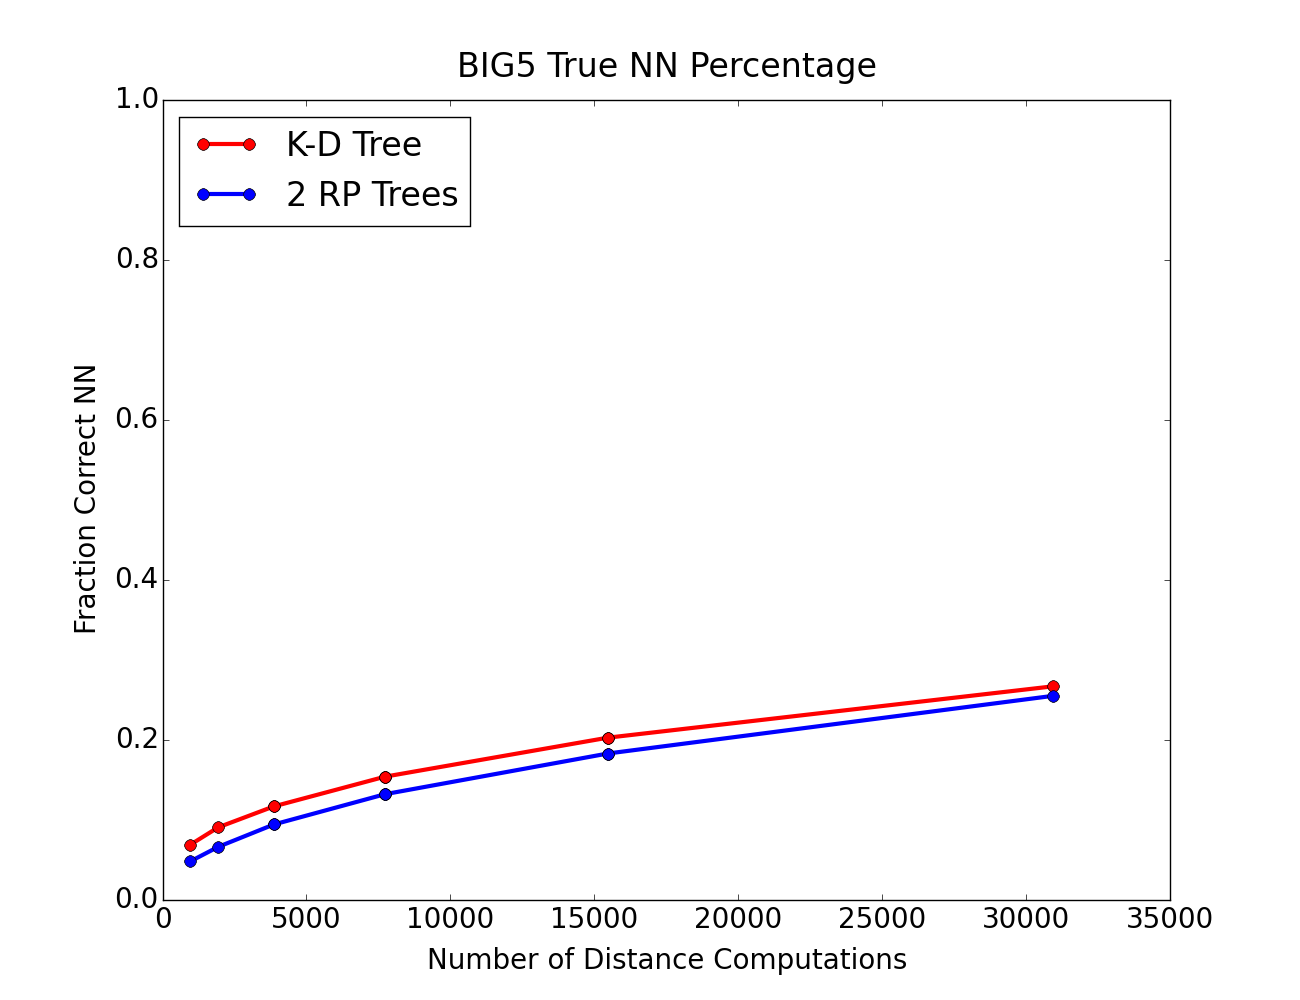 BIG5 True NN Percentage
1.0
K-D Tree
2 RP Trees
0.8
0.6
Fraction Correct NN
0.4
0.2
0.0
0 5000 10000 15000 20000 25000 30000 35000
Number of Distance Computations